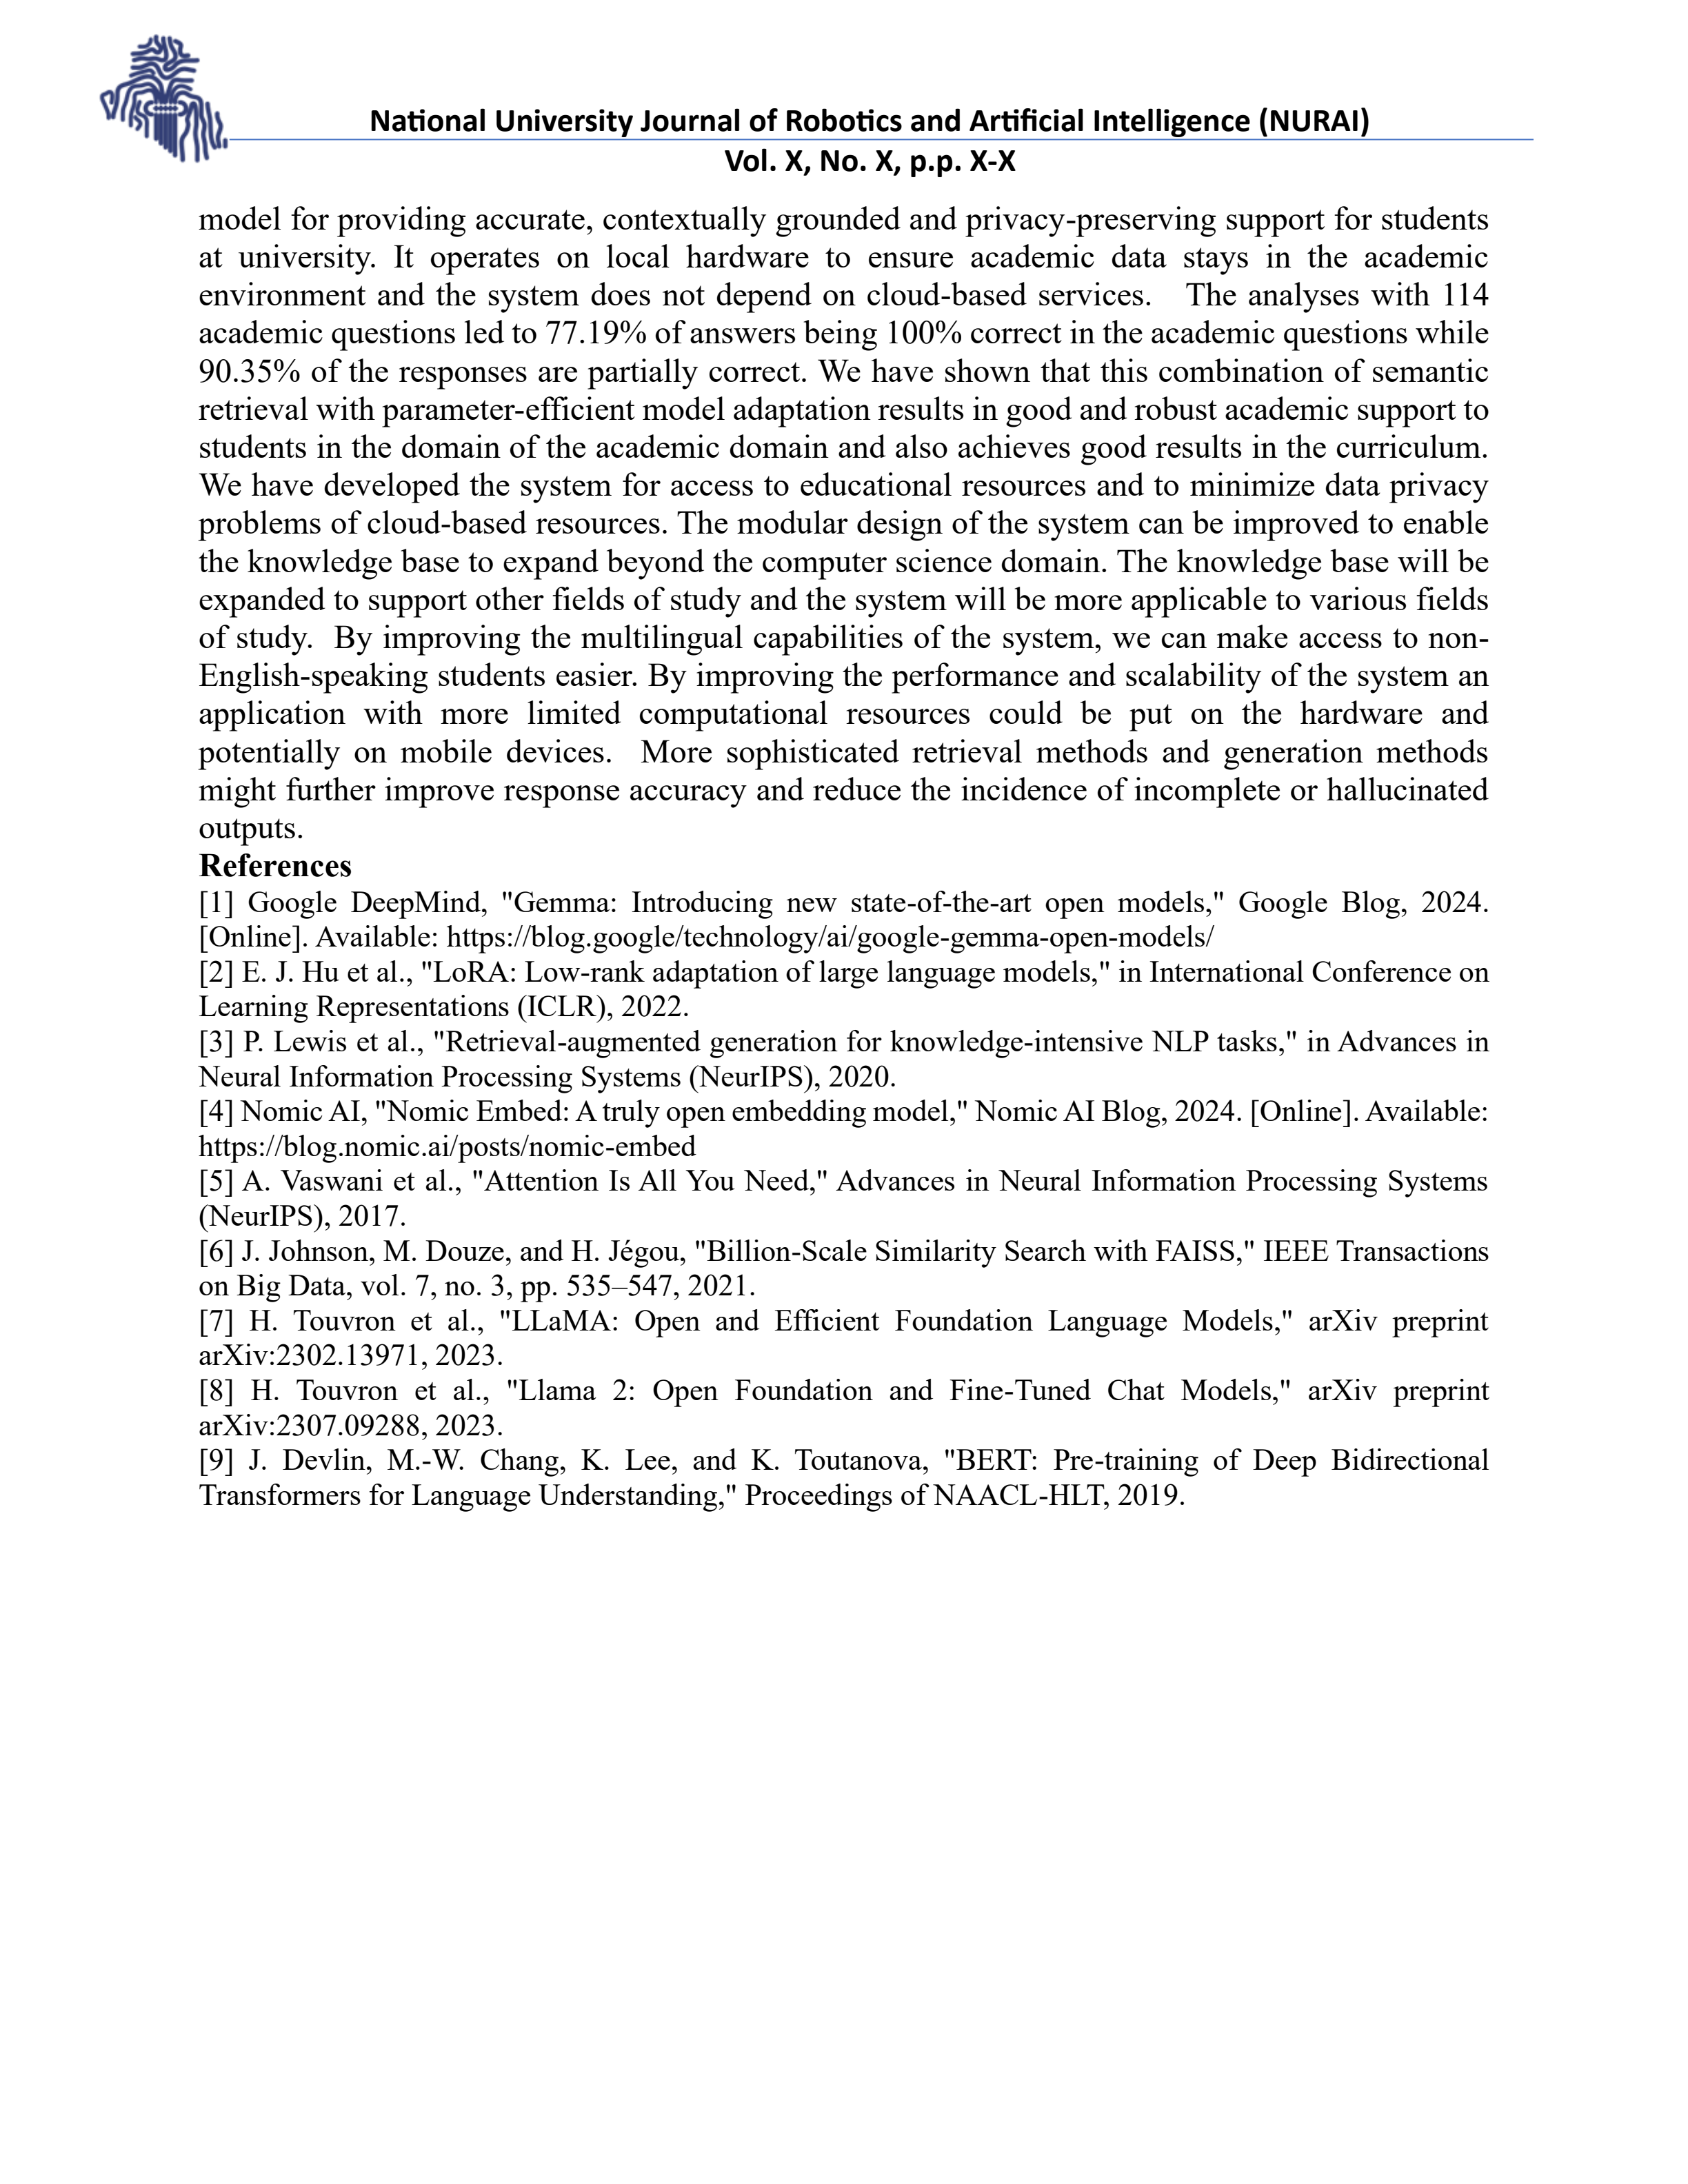 National University Journal of Robotics and Artificial Intelligence (NURAI)
Vol. X, No. X, p.p. X-X
model for providing accurate, contextually grounded and privacy-preserving support for students
at university. It operates on local hardware to ensure academic data stays in the academic
environment and the system does not depend on cloud-based services. The analyses with 114
academic questions led to 77.19% of answers being 100% correct in the academic questions while
90.35% of the responses are partially correct. We have shown that this combination of semantic
retrieval with parameter-efficient model adaptation results in good and robust academic support to
students in the domain of the academic domain and also achieves good results in the curriculum.
We have developed the system for access to educational resources and to minimize data privacy
problems of cloud-based resources. The modular design of the system can be improved to enable
the knowledge base to expand beyond the computer science domain. The knowledge base will be
expanded to support other fields of study and the system will be more applicable to various fields
of study. By improving the multilingual capabilities of the system, we can make access to non-
English-speaking students easier. By improving the performance and scalability of the system an
application with more limited computational resources could be put on the hardware and
potentially on mobile devices. More sophisticated retrieval methods and generation methods
might further improve response accuracy and reduce the incidence of incomplete or hallucinated
outputs.
References
[1] Google DeepMind, "Gemma: Introducing new state-of-the-art open models," Google Blog, 2024.
[Online]. Available: https://blog.google/technology/ai/google-gemma-open-models/
[2] E. J. Hu et al., "LoRA: Low-rank adaptation of large language models," in International Conference on
Learning Representations (ICLR), 2022.
[3] P. Lewis et al., "Retrieval-augmented generation for knowledge-intensive NLP tasks," in Advances in
Neural Information Processing Systems (NeurIPS), 2020.
[4] Nomic AI, "Nomic Embed: A truly open embedding model," Nomic AI Blog, 2024. [Online]. Available:
https://blog.nomic.ai/posts/nomic-embed
[5] A. Vaswani et al., "Attention Is All You Need," Advances in Neural Information Processing Systems
(NeurIPS), 2017.
[6] J. Johnson, M. Douze, and H. Jégou, "Billion-Scale Similarity Search with FAISS," IEEE Transactions
on Big Data, vol. 7, no. 3, pp. 535–547, 2021.
[7] H. Touvron et al., "LLaMA: Open and Efficient Foundation Language Models," arXiv preprint
arXiv:2302.13971, 2023.
[8] H. Touvron et al., "Llama 2: Open Foundation and Fine-Tuned Chat Models," arXiv preprint
arXiv:2307.09288, 2023.
[9] J. Devlin, M.-W. Chang, K. Lee, and K. Toutanova, "BERT: Pre-training of Deep Bidirectional
Transformers for Language Understanding," Proceedings of NAACL-HLT, 2019.